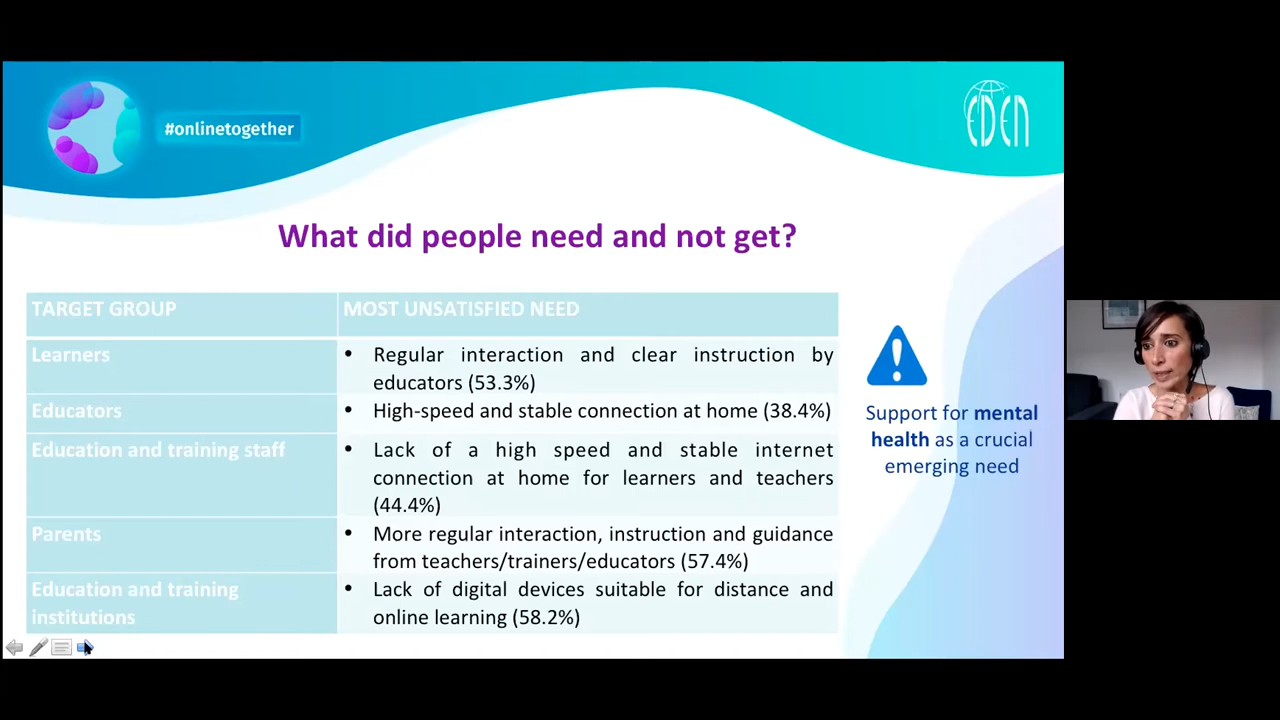 #onlinetogether
EDEN
What did people need and not get?
TARGET GROUP
MOST UNSATISFIED NEED
Learners
• Regular interaction and clear instruction by
educators (53.3%)
Educators
• High-speed and stable connection at home (38.4%)
Education and training staff
• Lack of a high speed and stable internet
connection at home for learners and teachers
(44.4%)
Parents
• More regular interaction, instruction and guidance
from teachers/trainers/educators (57.4%)
Education and training
institutions
• Lack of digital devices suitable for distance and
online learning (58.2%)
Support for mental
health as a crucial
emerging need